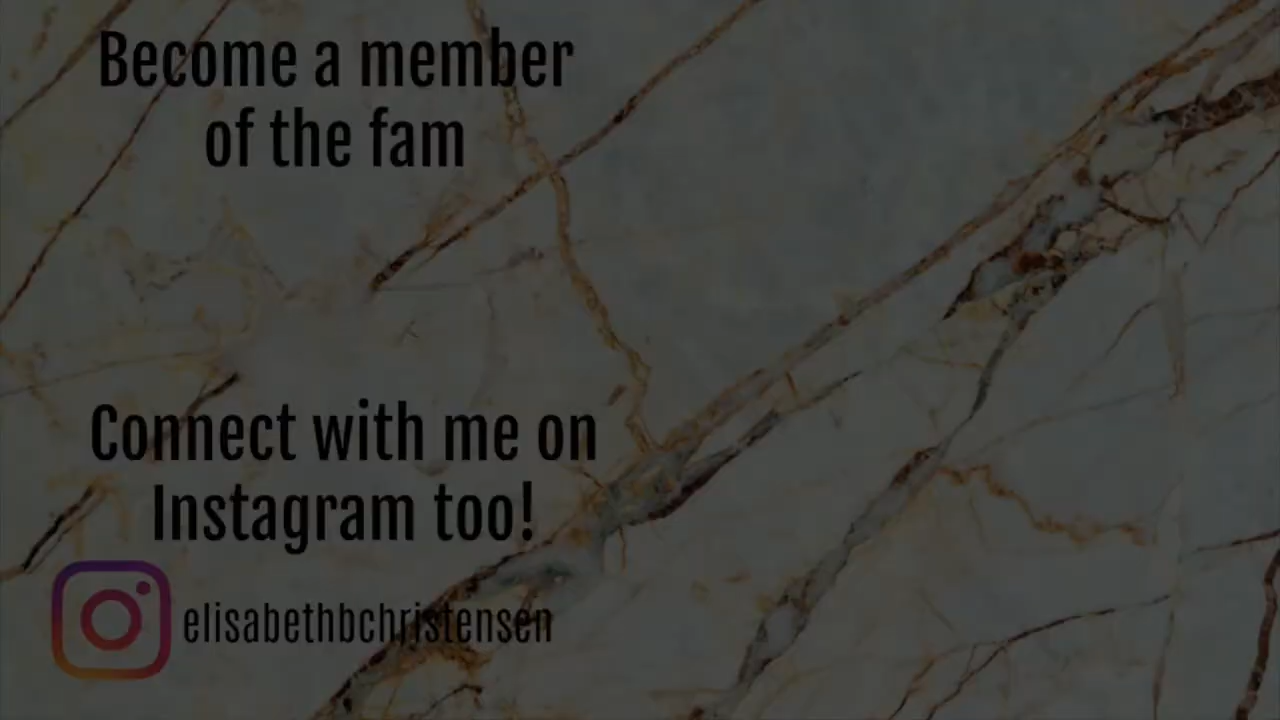 Become a member
of the fam
Connect with me on
Instagram too!
elisabethbchristensen